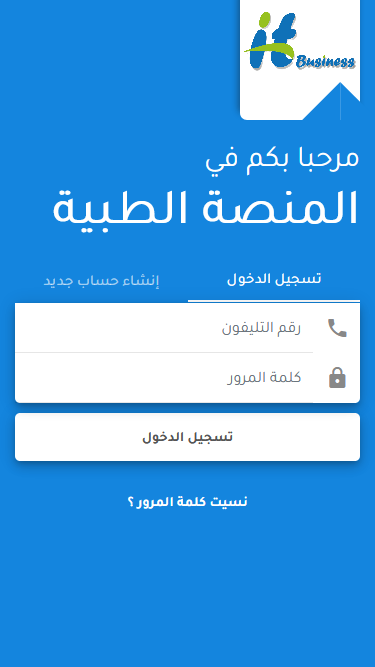 it Business
مرحبا بكم في
المنصة الطبية
تسجيل الدخول
إنشاء حساب جديد
رقم التليفون
كلمة المرور
تسجيل الدخول
نسيت كلمة المرور ؟